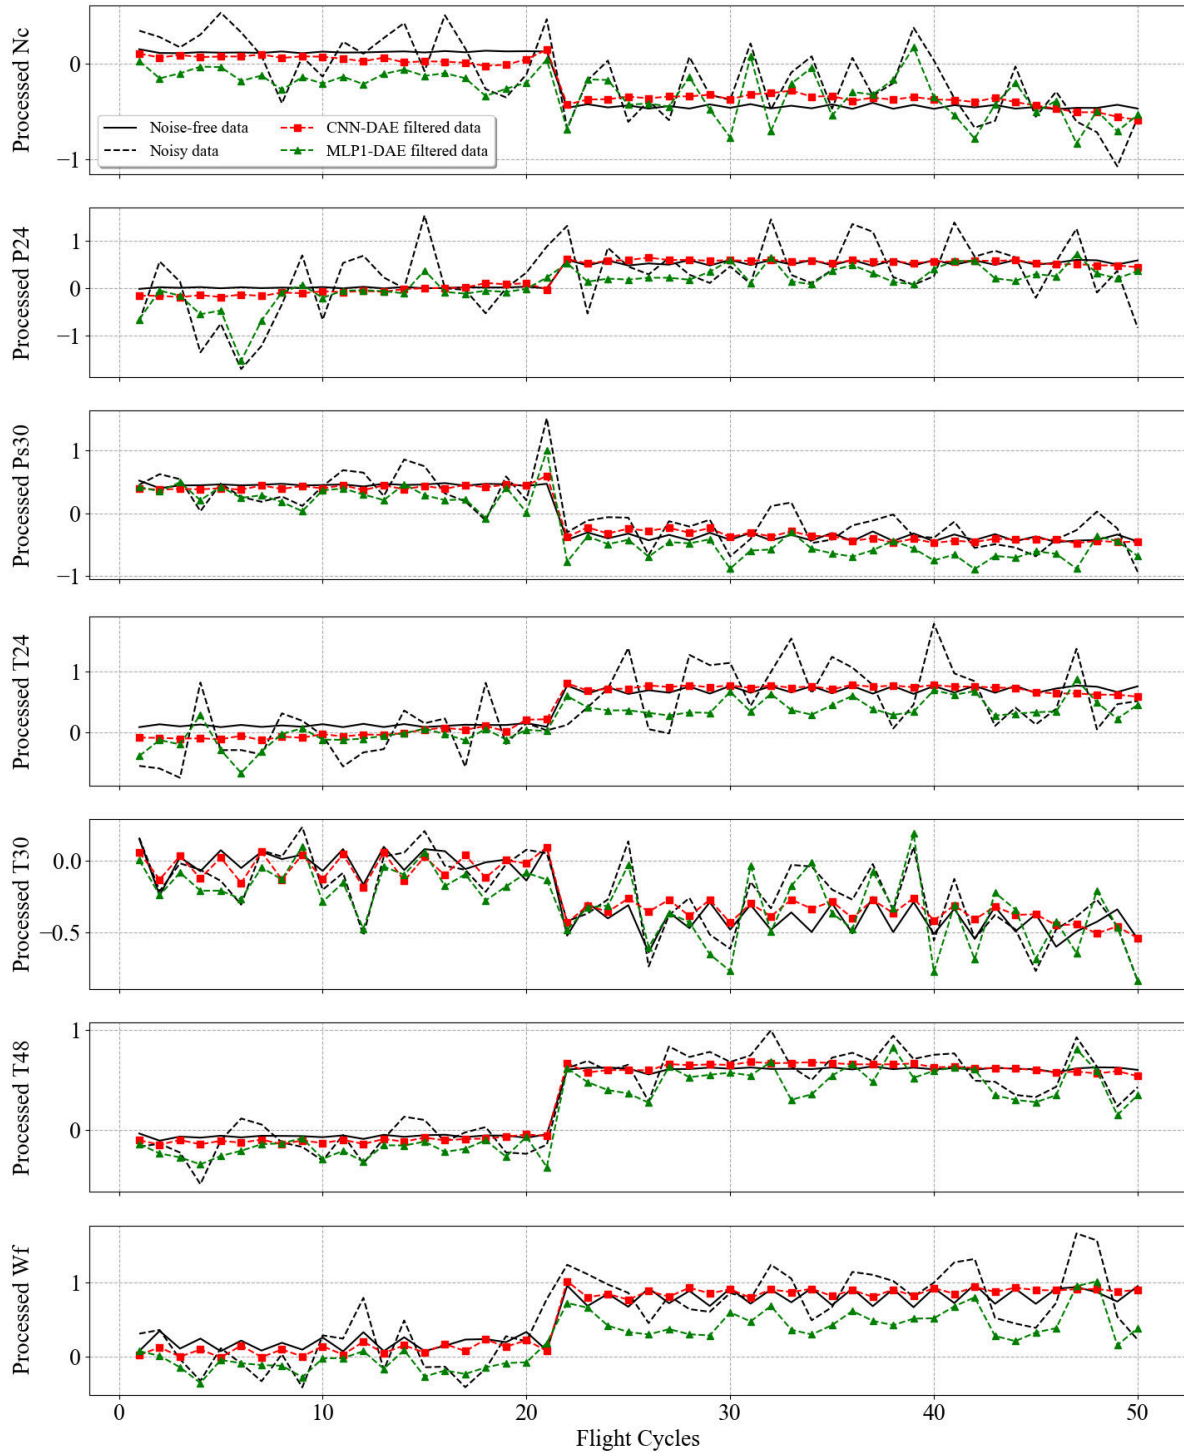 Processed Nc
0
−1
Noise-free data
Noisy data
CNN-DAE filtered data
MLP1-DAE filtered data
Processed P24
1
0
−1
Processed Ps30
1
0
−1
Processed T24
1
0
Processed T30
0.0
−0.5
Processed T48
1
0
Processed Wf
1
0
0
10
20
30
40
50
Flight Cycles